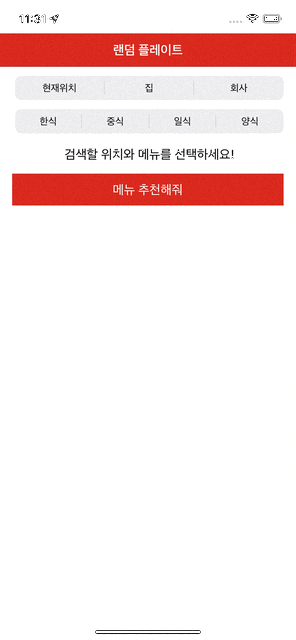 11:31
랜덤 플레이트
현재위치 집 회사
한식 중식 일식 양식
검색할 위치와 메뉴를 선택하세요!
메뉴 추천해줘